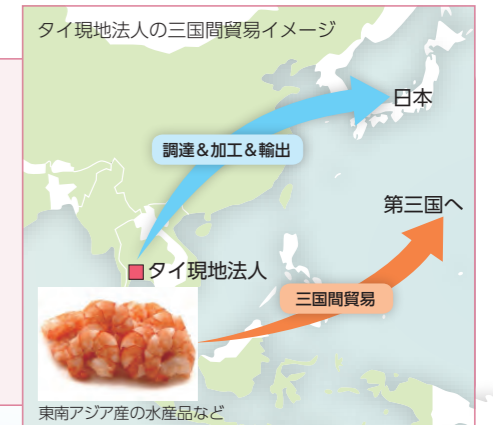 タイ現地法人の三国間貿易イメージ
日本
調達＆加工＆輸出
第三国へ
タイ現地法人
三国間貿易
東南アジア産の水産品など